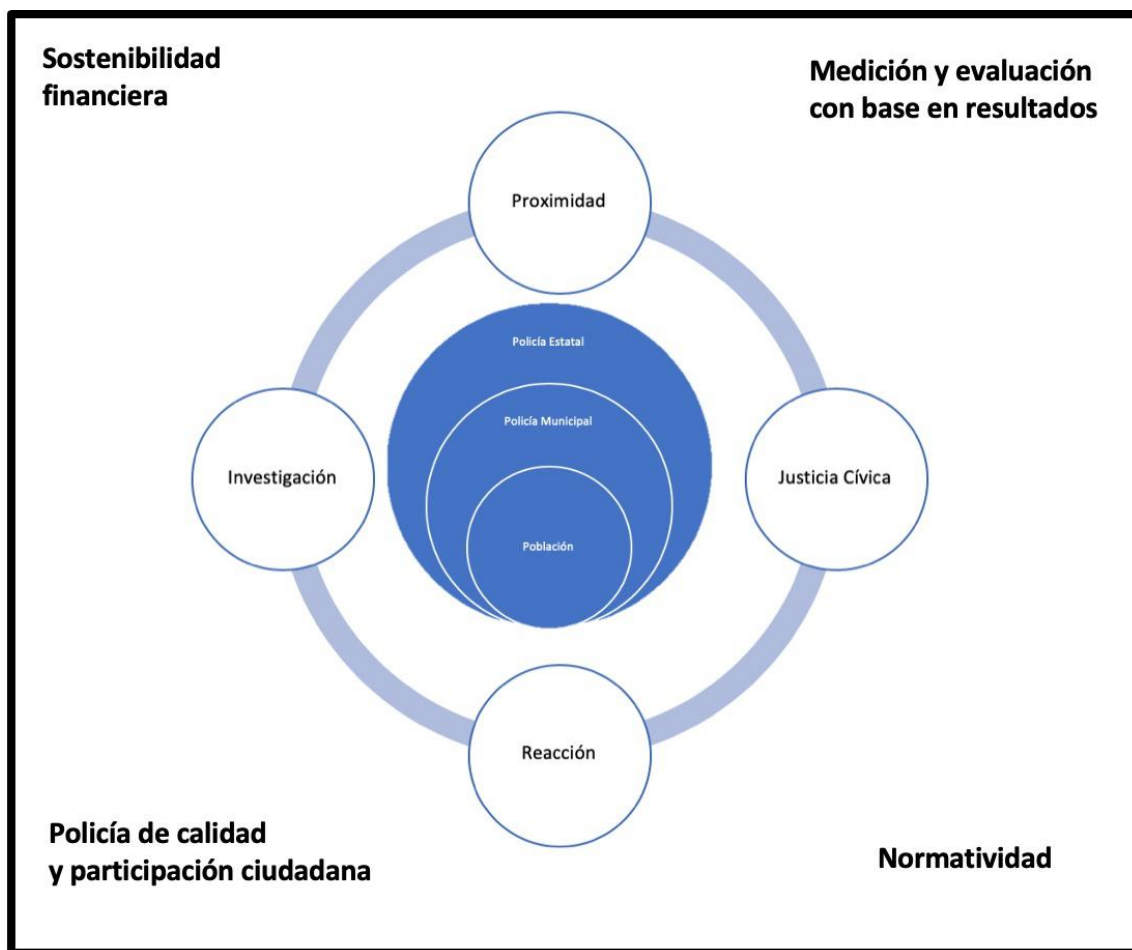 Sostenibilidad
financiera
Medición y evaluación
con base en resultados
Proximidad
Policía Estatal
Policía Municipal
Investigación
Justicia Cívica
Población
Reacción
Policía de calidad
y participación ciudadana
Normatividad